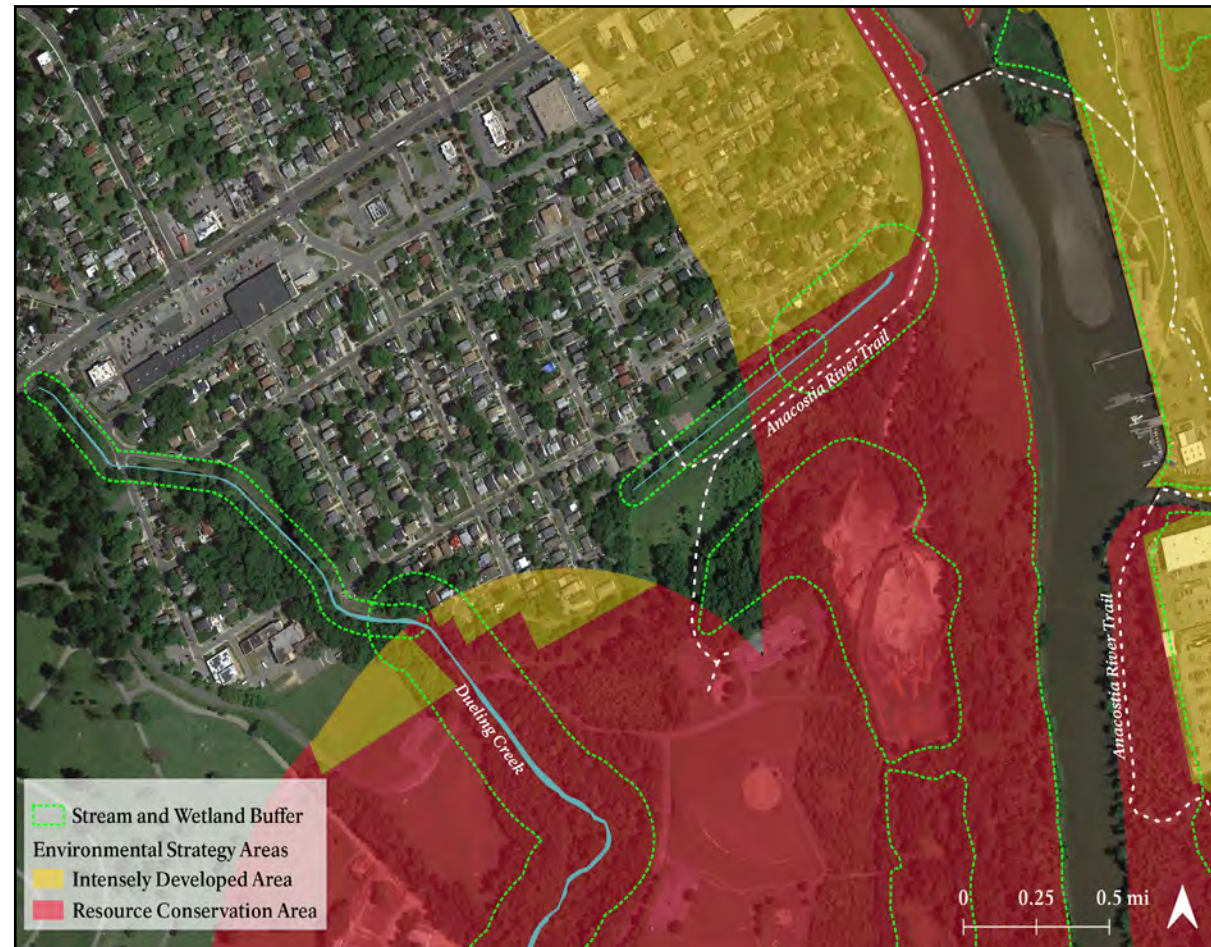 Anacostia River Trail
Anacostia River Trail
Dueling Creek
Stream and Wetland Buffer
Environmental Strategy Areas
Intensely Developed Area
Resource Conservation Area
0 0.25 0.5 mi